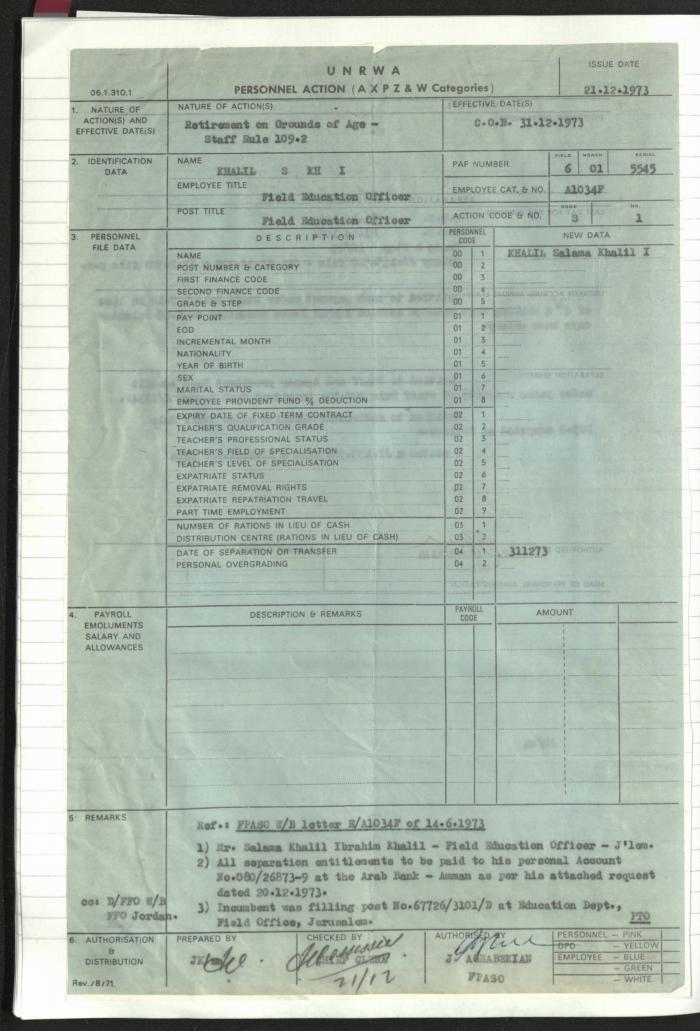 UNRWA
ISSUE DATE
06.1.310.1
PERSONNEL ACTION (A X P Z & W Categories)
21.12.1973
1. NATURE OF ACTION(S) AND EFFECTIVE DATE(S)
NATURE OF ACTION(S)
EFFECTIVE DATE(S)
Retirement on Grounds of Age -
Staff Rule 109.2
C.O.B. 31.12.1973
2. IDENTIFICATION DATA
NAME
KHALIL S KH I
PAF NUMBER
FIELD MONTH SERIAL
6 01 5545
EMPLOYEE TITLE
Field Education Officer
EMPLOYEE CAT. & NO.
A1034F
POST TITLE
Field Education Officer
ACTION CODE & NO.
CODE NO.
S 1
3. PERSONNEL FILE DATA
DESCRIPTION
PERSONNEL CODE
NEW DATA
NAME 00 1 KHALIL Salama Khalil I
POST NUMBER & CATEGORY 00 2
FIRST FINANCE CODE 00 3
SECOND FINANCE CODE 00 4
GRADE & STEP 00 5
PAY POINT 01 1
EOD 01 2
INCREMENTAL MONTH 01 3
NATIONALITY 01 4
YEAR OF BIRTH 01 5
SEX 01 6
MARITAL STATUS 01 7
EMPLOYEE PROVIDENT FUND % DEDUCTION 01 8
EXPIRY DATE OF FIXED TERM CONTRACT 02 1
TEACHER'S QUALIFICATION GRADE 02 2
TEACHER'S PROFESSIONAL STATUS 02 3
TEACHER'S FIELD OF SPECIALISATION 02 4
TEACHER'S LEVEL OF SPECIALISATION 02 5
EXPATRIATE STATUS 02 6
EXPATRIATE REMOVAL RIGHTS 02 7
EXPATRIATE REPATRIATION TRAVEL 02 8
PART TIME EMPLOYMENT 02 9
NUMBER OF RATIONS IN LIEU OF CASH 03 1
DISTRIBUTION CENTRE (RATIONS IN LIEU OF CASH) 03 2
DATE OF SEPARATION OR TRANSFER 04 1 311273
PERSONAL OVERGRADING 04 2
4. PAYROLL EMOLUMENTS SALARY AND ALLOWANCES
DESCRIPTION & REMARKS
PAYROLL CODE
AMOUNT
5 REMARKS
Ref.: FPASO W/B letter E/A1034F of 14.6.1973
1) Mr. Salama Khalil Ibrahim Khalil - Field Education Officer - J'lem.
2) All separation entitlements to be paid to his personal Account
No.080/26873-9 at the Arab Bank - Amman as per his attached request
dated 20.12.1973.
3) Incumbent was filling post No.67726/3101/D at Education Dept.,
Field Office, Jerusalem.
PTO
cc: D/FFO W/B
FFO Jordan.
6. AUTHORISATION & DISTRIBUTION
PREPARED BY
CHECKED BY
CHIEF CLERK
21/12
AUTHORISED BY
J. AGHABEKIAN
FPASO
PERSONNEL - PINK
DPD - YELLOW
EMPLOYEE - BLUE
- GREEN
- WHITE
Rev./8/71.